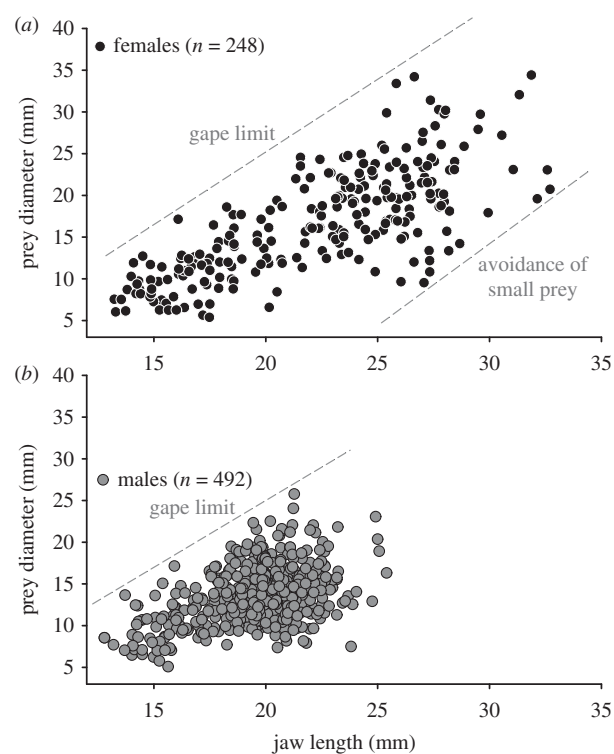 (a)
40
females (n = 248)
35
30
gape limit
25
20
15
10
avoidance of
small prey
5
prey diameter (mm)
15
20
25
30
35
(b)
40
35
30
males (n = 492)
gape limit
25
20
15
10
5
prey diameter (mm)
15
20
25
30
35
jaw length (mm)